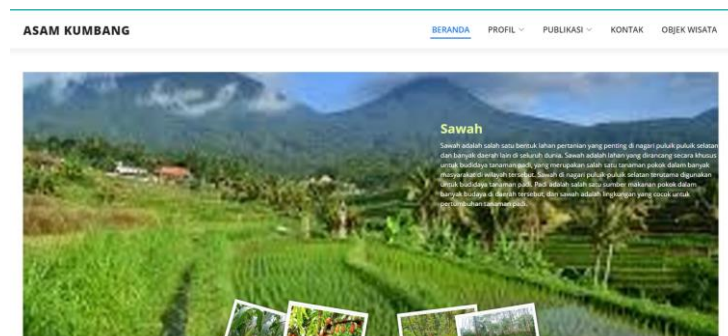 ASAM KUMBANG
BERANDA PROFIL PUBLIKASI KONTAK OBJEK WISATA
Sawah
Sawah adalah salah satu bentuk lahan pertanian yang penting di nagari puluik puluik selatan
dan banyak daerah lain di seluruh dunia. Sawah adalah lahan yang dirancang secara khusus
untuk budidaya tanaman padi, yang merupakan salah satu tanaman pokok dalam banyak
masyarakat di wilayah tersebut. Sawah di nagari puluik-puluik selatan terutama digunakan
untuk budidaya tanaman padi. Padi adalah salah satu sumber makanan pokok dalam
banyak budaya di daerah tersebut, dan sawah adalah lingkungan yang cocok untuk
pertumbuhan tanaman padi.